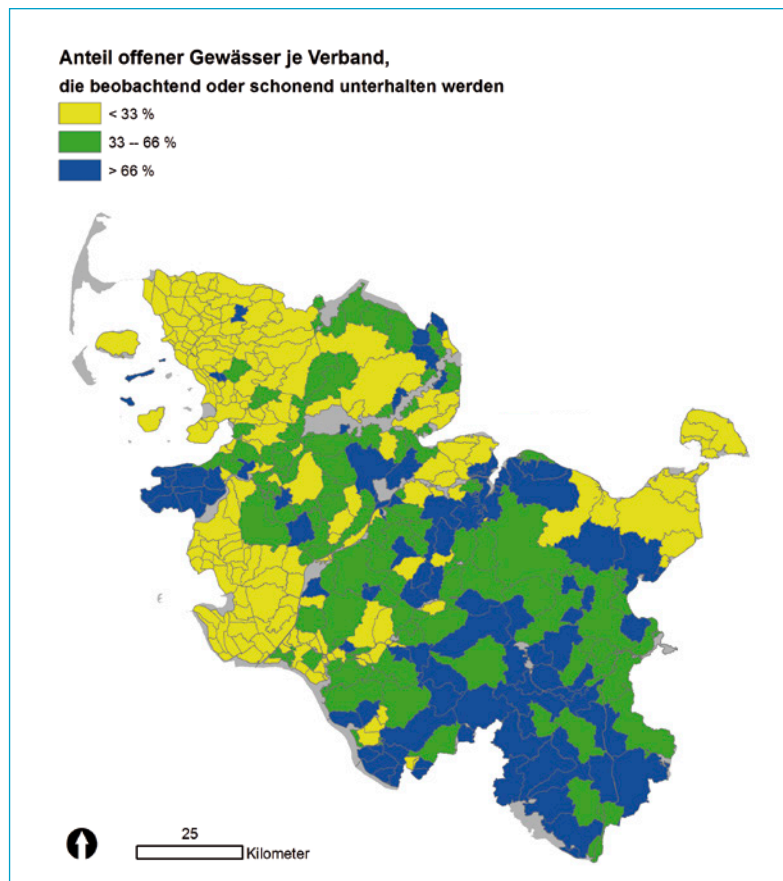 Anteil offener Gewässer je Verband,
die beobachtend oder schonend unterhalten werden
< 33 %
33 – 66 %
> 66 %
25
Kilometer